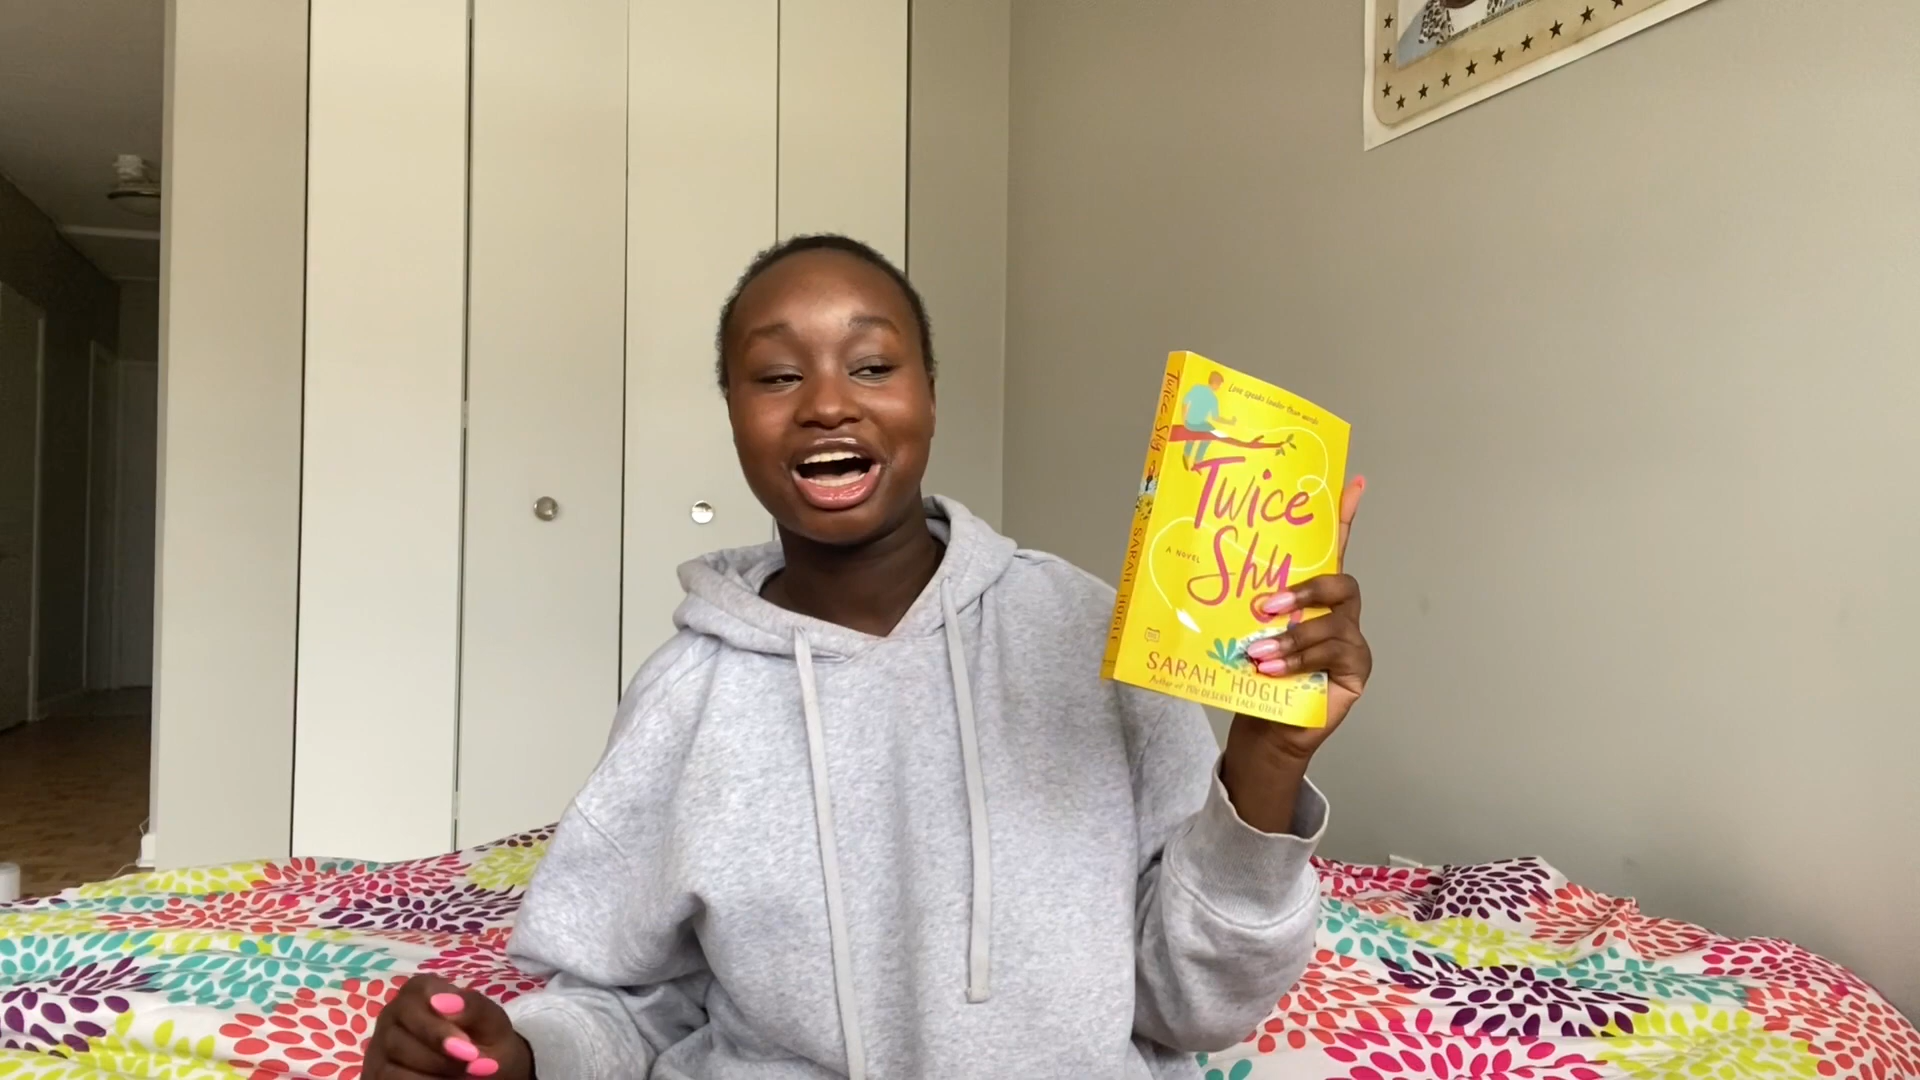 Love speaks louder than words
Twice
Shy
A NOVEL
SARAH HOGLE
Author of YOU DESERVE EACH OTHER
Twice Shy SARAH HOGLE